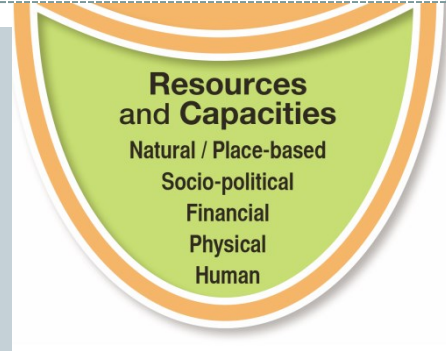 Resources
and Capacities
Natural / Place-based
Socio-political
Financial
Physical
Human